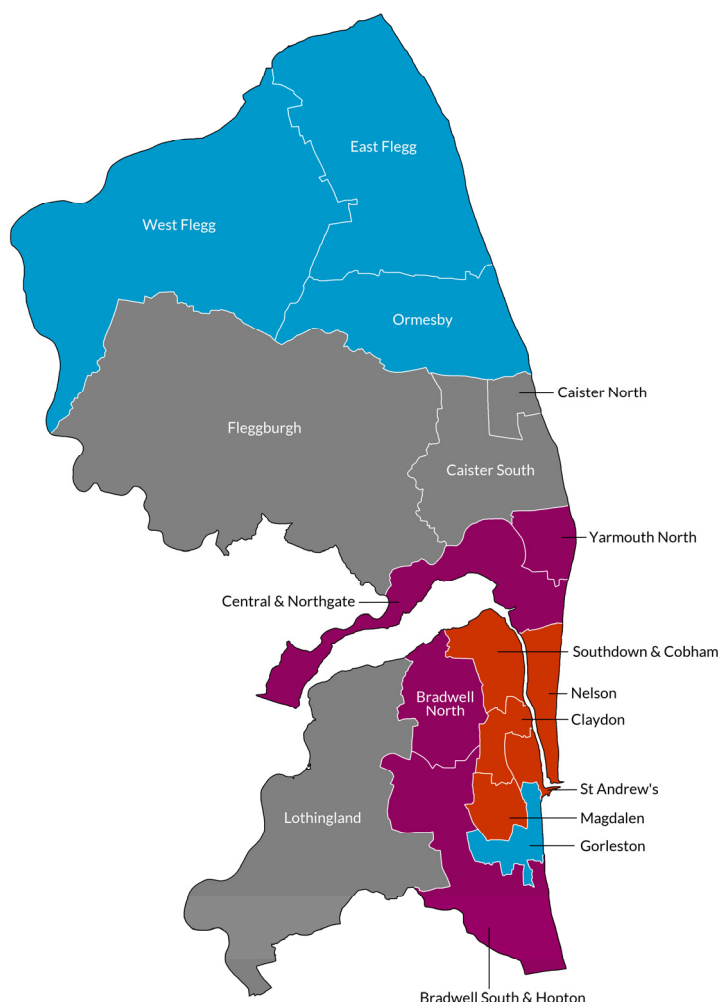 East Flegg
West Flegg
Ormesby
Caister North
Fleggburgh
Caister South
Yarmouth North
Central & Northgate
Southdown & Cobham
Bradwell
North
Nelson
Claydon
St Andrew's
Lothingland
Magdalen
Gorleston
Bradwell South & Hopton